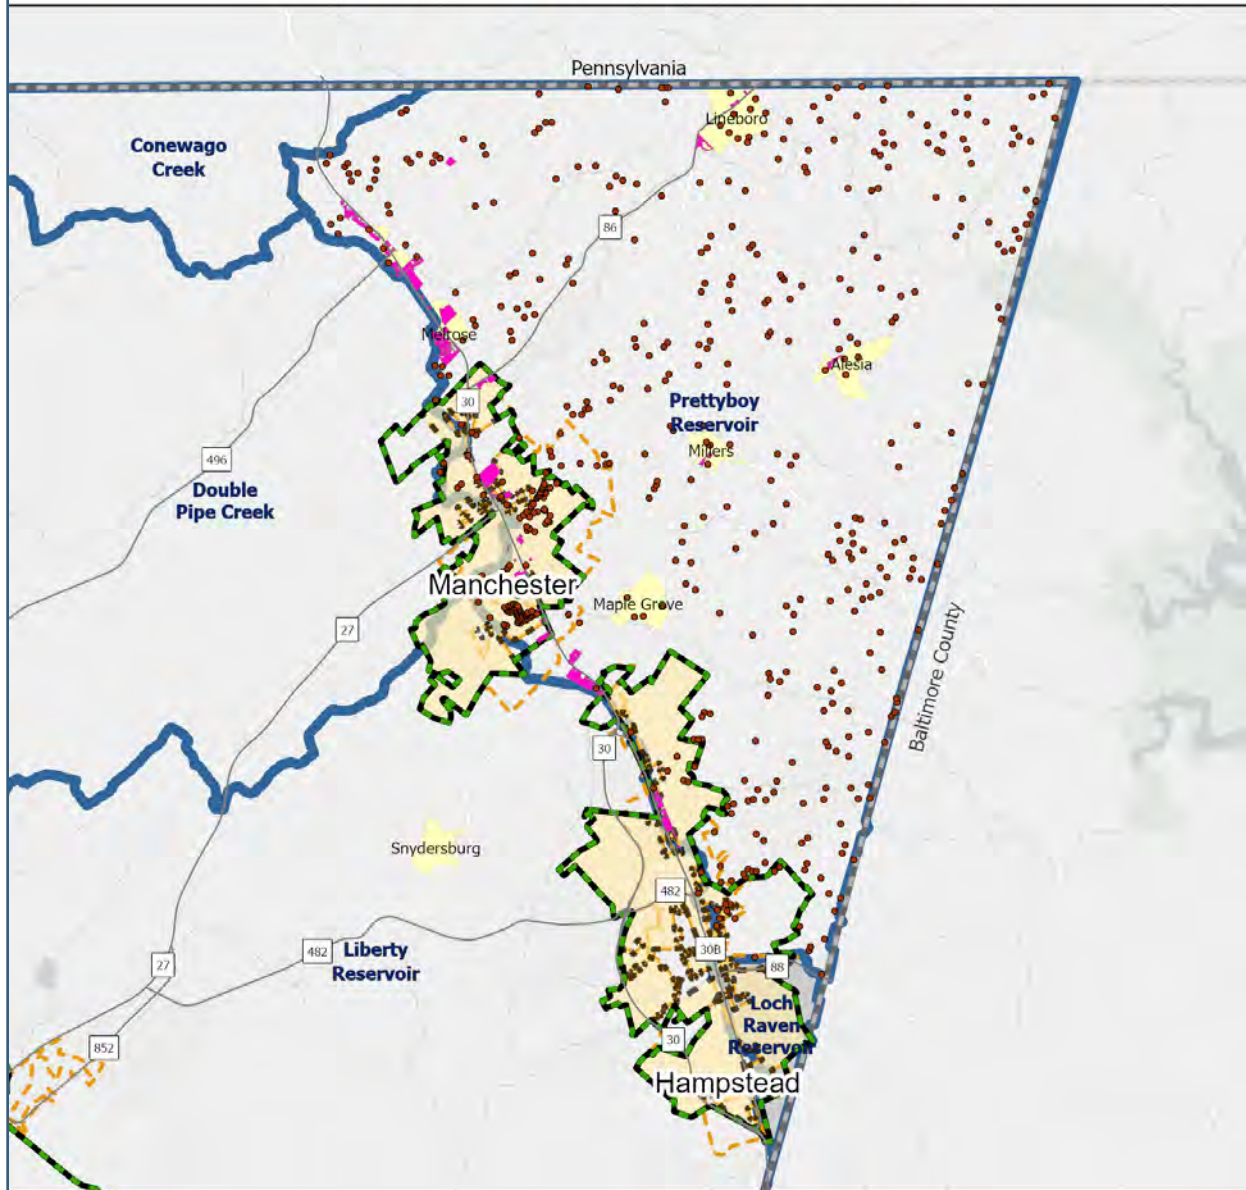 Pennsylvania
Lineboro
Conewago
Creek
86
Melrose
Alesia
30
Prettyboy
Reservoir
Millers
496
Double
Pipe Creek
Manchester
Maple Grove
27
Baltimore County
30
Snydersburg
482
482
Liberty
Reservoir
30B
27
88
Loch
Raven
Reservoir
30
852
Hampstead